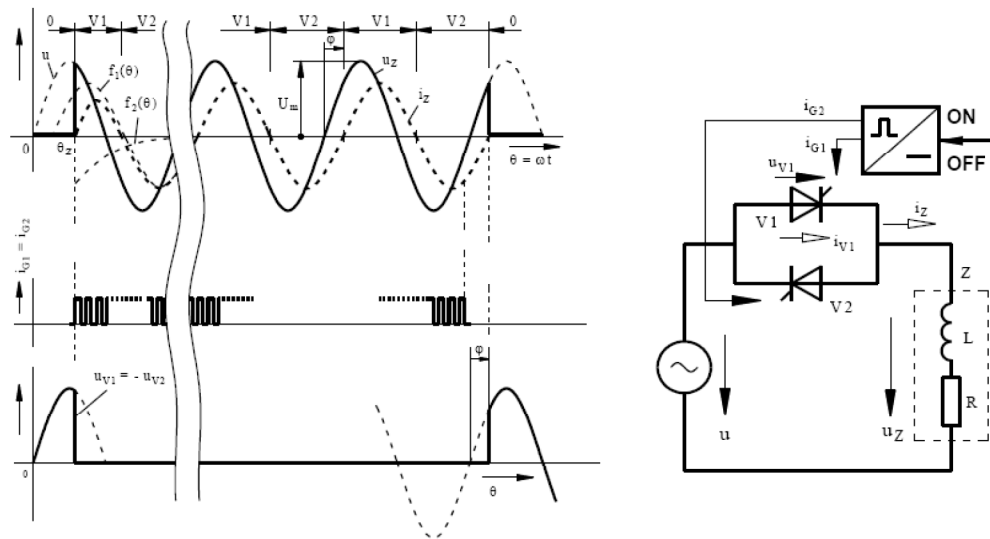 0 V1 V2 V1 V2 V1 V2 0
u
f₁(θ)
f₂(θ)
φ
uZ
Um
iZ
0
θz
θ = ωt
iG1 = iG2
φ
uV1 = - uV2
0
θ
iG2
ON
iG1
OFF
uV1
V1
iZ
iV1
Z
V2
L
R
u
uZ